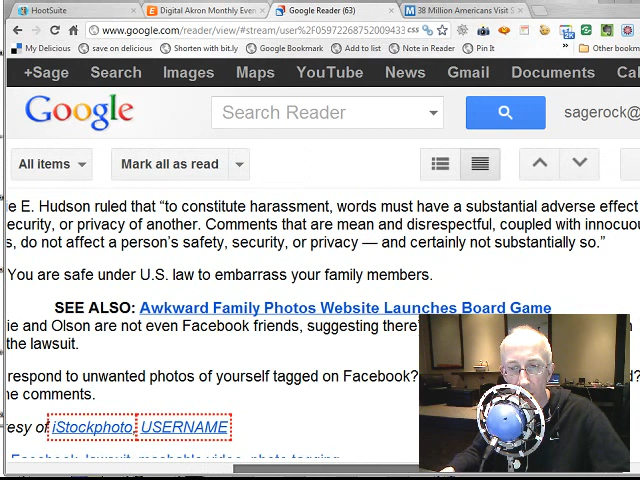 HootSuite
Digital Akron Monthly Even
Google Reader (63)
38 Million Americans Visit S
www.google.com/reader/view/#stream/user%2F05972268752009433
My Delicious
save on delicious
Shorten with bit.ly
Google Bookmark
Add to list
Note in Reader
Pin It
Other bookm
+Sage Search Images Maps YouTube News Gmail Documents Cal
Google
Search Reader
sagerock@
All items
Mark all as read
e E. Hudson ruled that “to constitute harassment, words must have a substantial adverse effect
ecurity, or privacy of another. Comments that are mean and disrespectful, coupled with innocuou
s, do not affect a person’s safety, security, or privacy — and certainly not substantially so.”
You are safe under U.S. law to embarrass your family members.
SEE ALSO: Awkward Family Photos Website Launches Board Game
ie and Olson are not even Facebook friends, suggesting there’
the lawsuit.
respond to unwanted photos of yourself tagged on Facebook?
d?
ne comments.
esy of iStockphoto, USERNAME
Facebook, lawsuit, mashable video, photo tagging